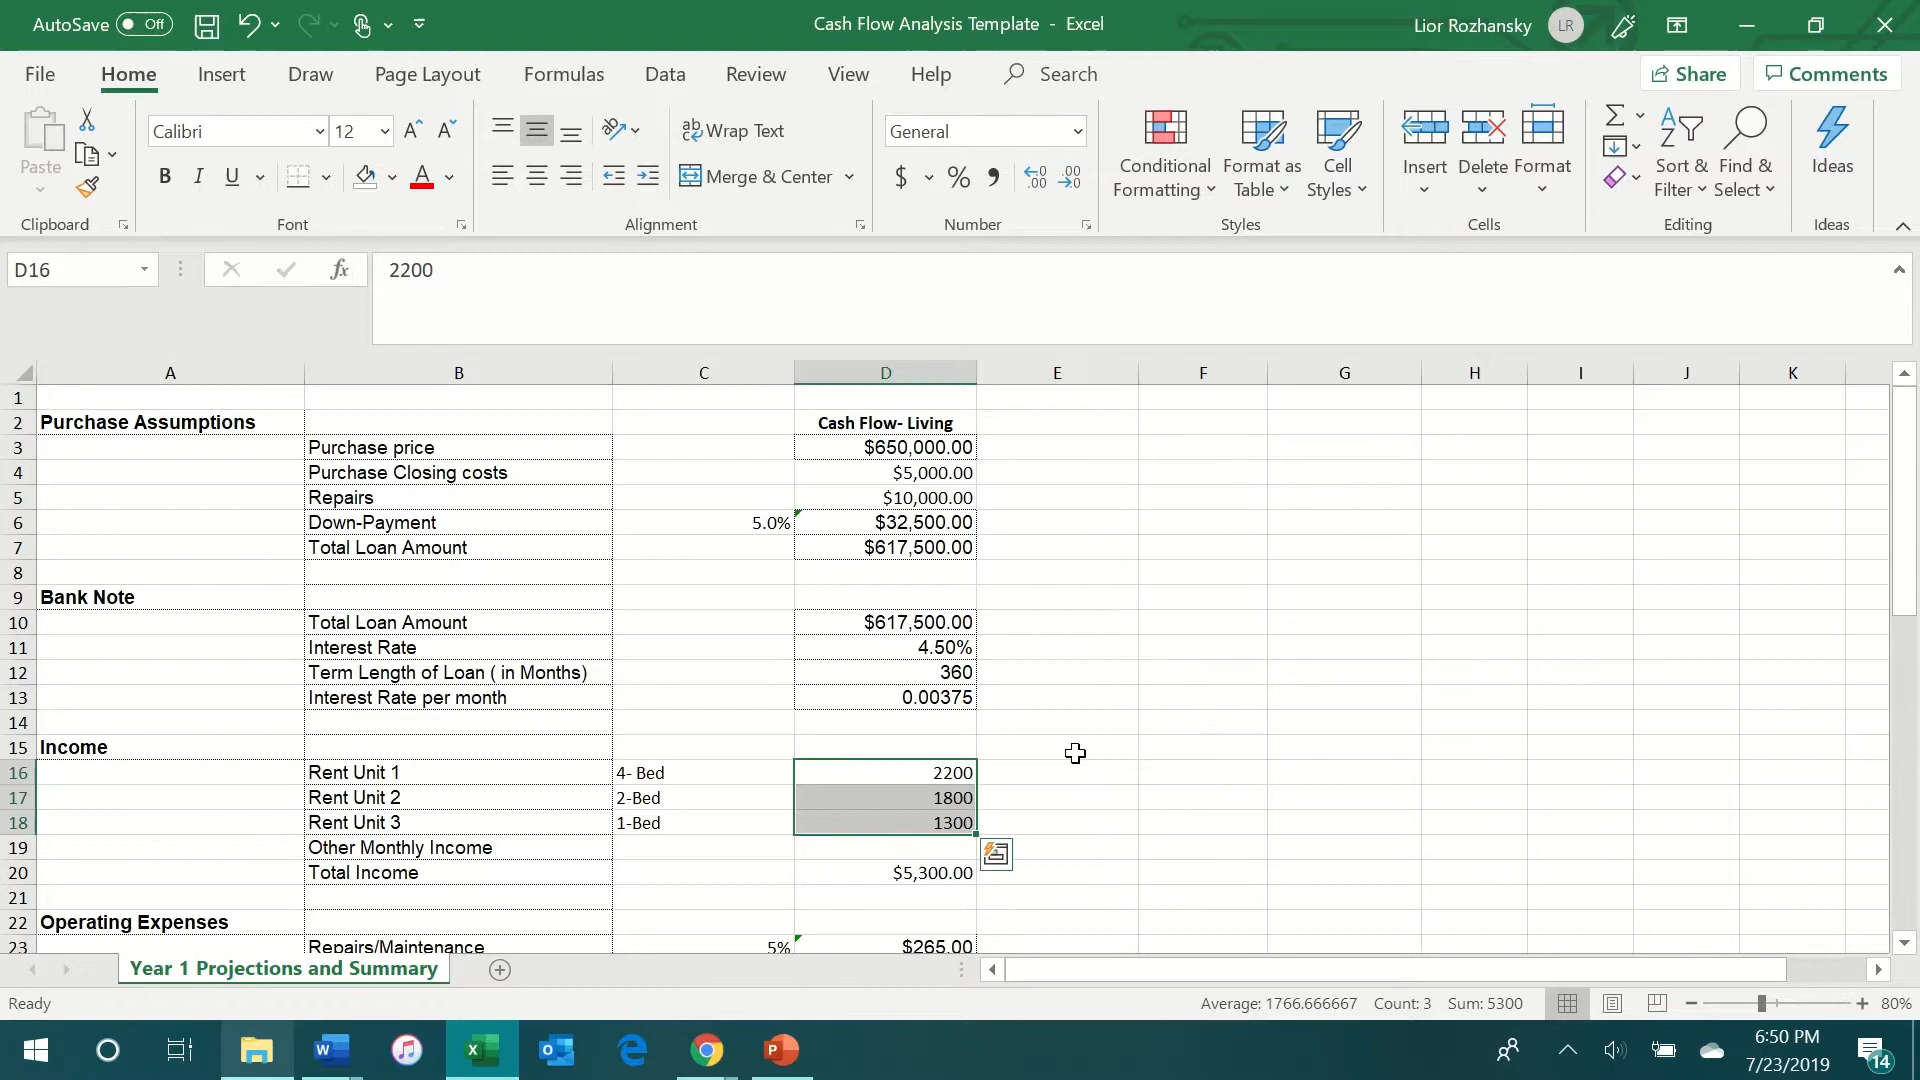 AutoSave Off Cash Flow Analysis Template - Excel Lior Rozhansky LR
File Home Insert Draw Page Layout Formulas Data Review View Help Search Share Comments
Paste Calibri 12 A^ A˅ ab Wrap Text General Conditional Formatting Format as Table Cell Styles Insert Delete Format Sort & Filter Find & Select Ideas
B I U A Merge & Center $ % 9 .00 .00
Clipboard Font Alignment Number Styles Cells Editing Ideas
D16 fx 2200
A B C D E F G H I J K
1
2 Purchase Assumptions Cash Flow- Living
3 Purchase price $650,000.00
4 Purchase Closing costs $5,000.00
5 Repairs $10,000.00
6 Down-Payment 5.0% $32,500.00
7 Total Loan Amount $617,500.00
8
9 Bank Note
10 Total Loan Amount $617,500.00
11 Interest Rate 4.50%
12 Term Length of Loan ( in Months) 360
13 Interest Rate per month 0.00375
14
15 Income
16 Rent Unit 1 4- Bed 2200
17 Rent Unit 2 2-Bed 1800
18 Rent Unit 3 1-Bed 1300
19 Other Monthly Income
20 Total Income $5,300.00
21
22 Operating Expenses
23 Repairs/Maintenance 5% $265.00
Year 1 Projections and Summary
Ready Average: 1766.666667 Count: 3 Sum: 5300 80%
6:50 PM
7/23/2019 14